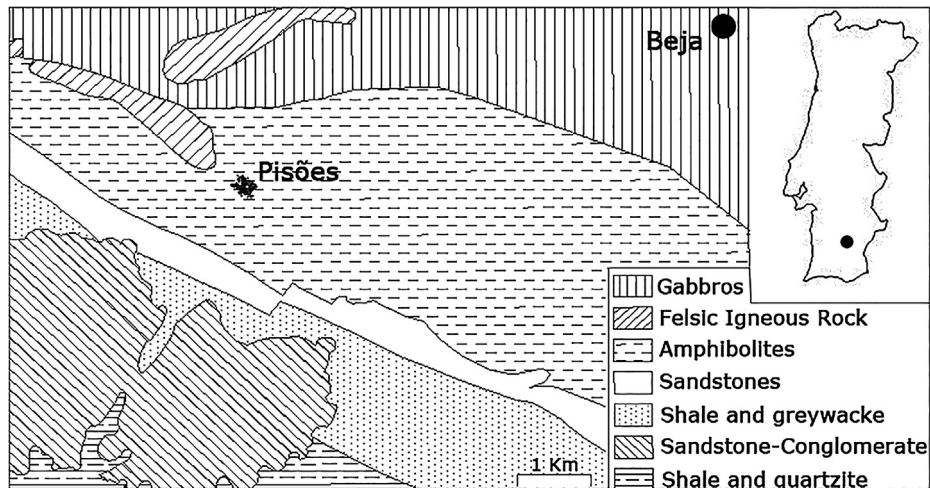 Beja
Pisões
Gabbros
Felsic Igneous Rock
Amphibolites
Sandstones
Shale and greywacke
Sandstone-Conglomerate
Shale and quartzite
1 Km